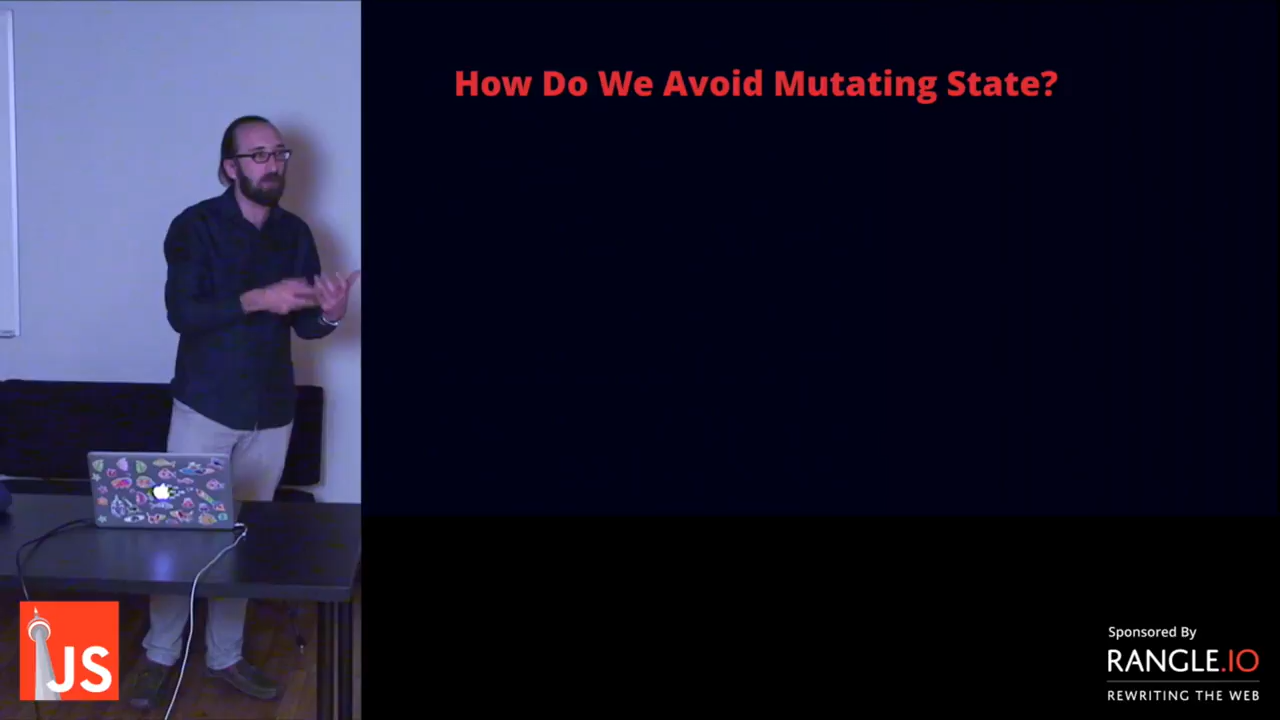 How Do We Avoid Mutating State?
JS
Sponsored By
RANGLE.IO
REWRITING THE WEB